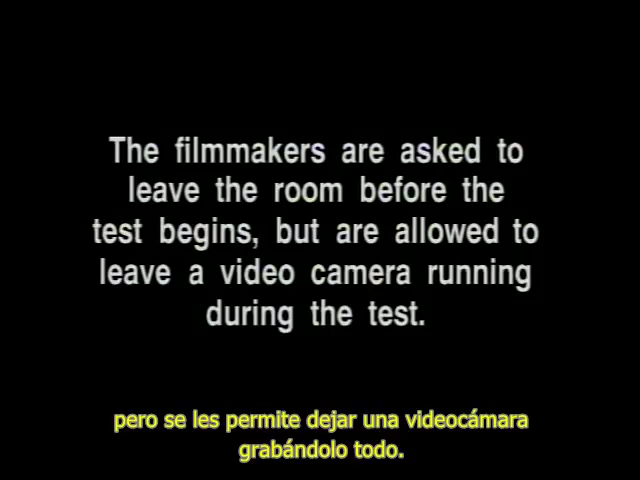 The filmmakers are asked to
leave the room before the
test begins, but are allowed to
leave a video camera running
during the test.
pero se les permite dejar una videocámara
grabándolo todo.